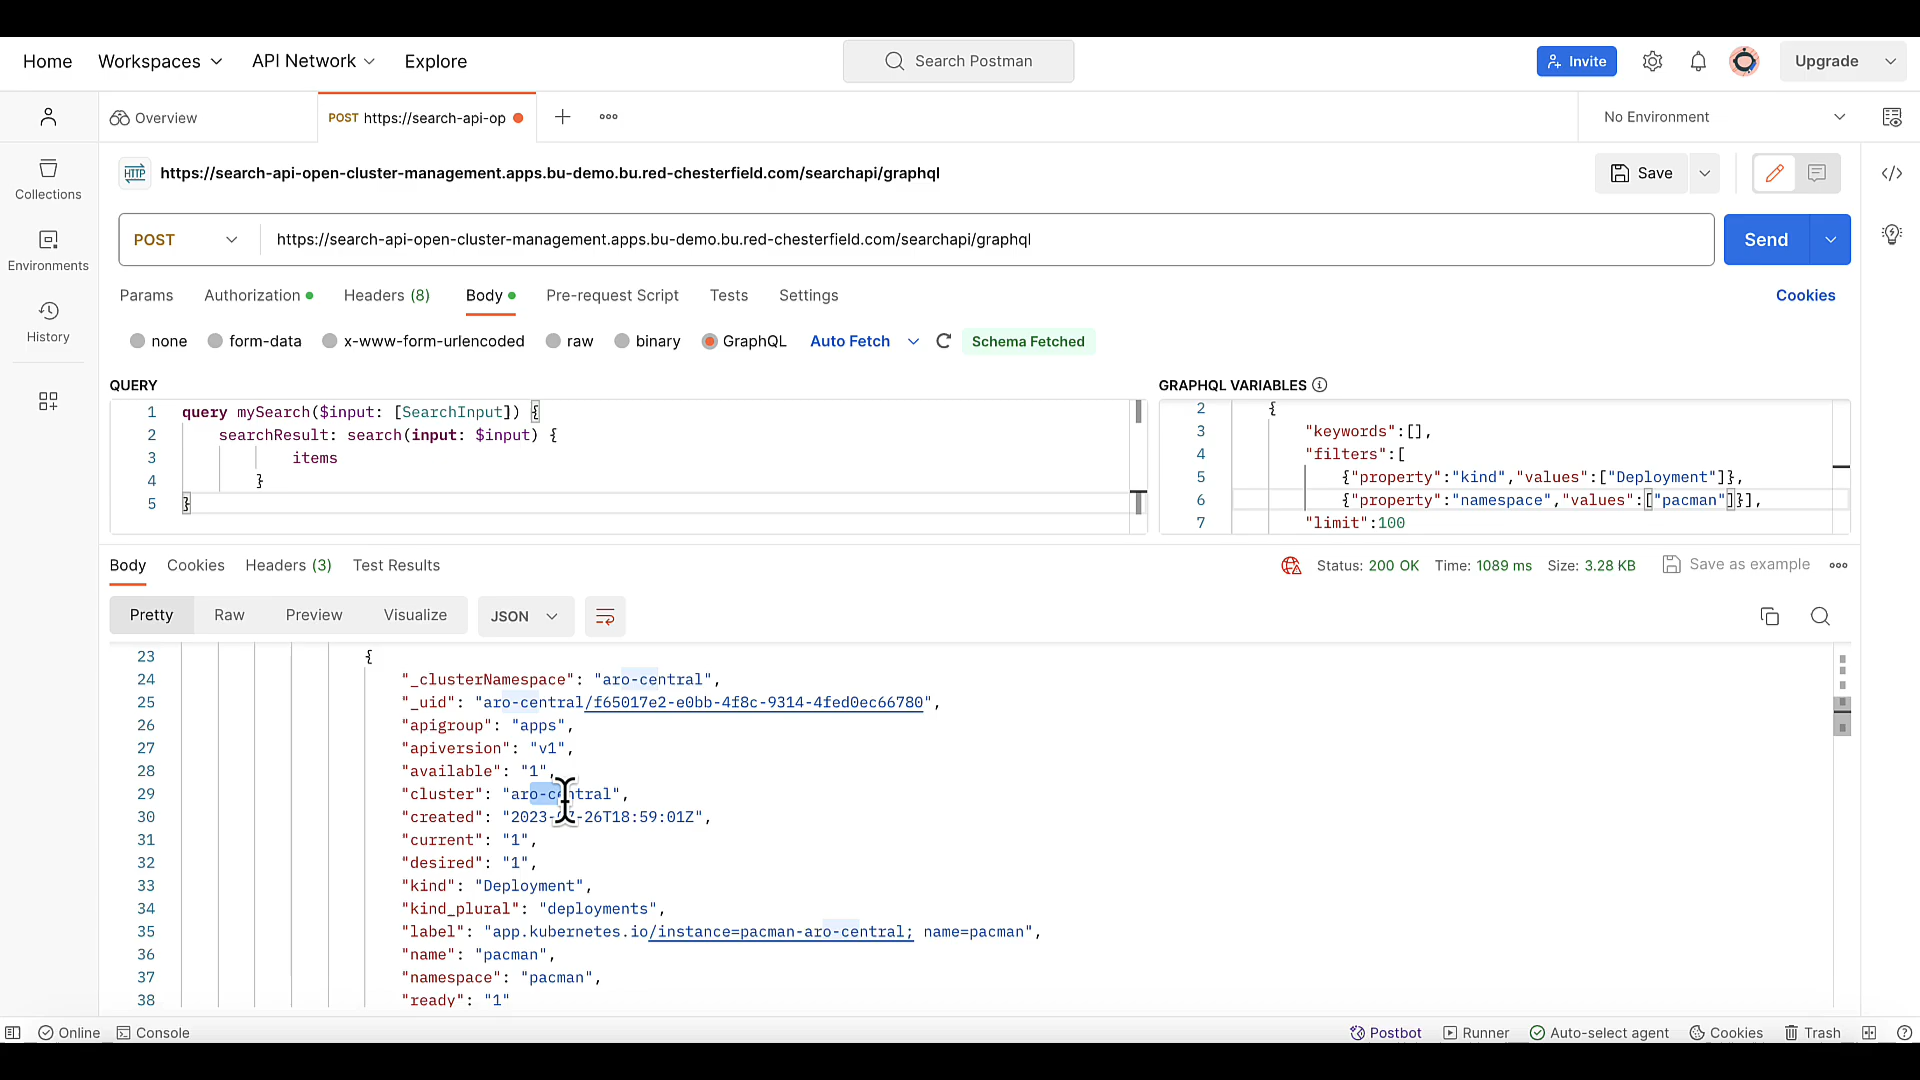 Home Workspaces API Network Explore Search Postman Invite Upgrade
Overview POST https://search-api-op No Environment
HTTP https://search-api-open-cluster-management.apps.bu-demo.bu.red-chesterfield.com/searchapi/graphql Save
POST https://search-api-open-cluster-management.apps.bu-demo.bu.red-chesterfield.com/searchapi/graphql Send
Collections
Environments
History
Params Authorization Headers (8) Body Pre-request Script Tests Settings Cookies
none form-data x-www-form-urlencoded raw binary GraphQL Auto Fetch Schema Fetched
QUERY
1 query mySearch($input: [SearchInput]) {
2 searchResult: search(input: $input) {
3 items
4 }
5 }
GRAPHQL VARIABLES
2 {
3 "keywords":[],
4 "filters":[
5 {"property":"kind","values":["Deployment"]},
6 {"property":"namespace","values":["pacman"]}],
7 "limit":100
Body Cookies Headers (3) Test Results Status: 200 OK Time: 1089 ms Size: 3.28 KB Save as example
Pretty Raw Preview Visualize JSON
23 {
24 "_clusterNamespace": "aro-central",
25 "_uid": "aro-central/f65017e2-e0bb-4f8c-9314-4fed0ec66780",
26 "apigroup": "apps",
27 "apiversion": "v1",
28 "available": "1",
29 "cluster": "aro-central",
30 "created": "2023-07-26T18:59:01Z",
31 "current": "1",
32 "desired": "1",
33 "kind": "Deployment",
34 "kind_plural": "deployments",
35 "label": "app.kubernetes.io/instance=pacman-aro-central; name=pacman",
36 "name": "pacman",
37 "namespace": "pacman",
38 "ready": "1"
Online Console Postbot Runner Auto-select agent Cookies Trash